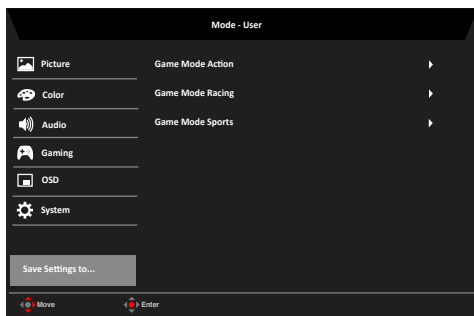 Mode - User
Picture
Color
Audio
Gaming
OSD
System
Save Settings to...
Game Mode Action
Game Mode Racing
Game Mode Sports
Move
Enter